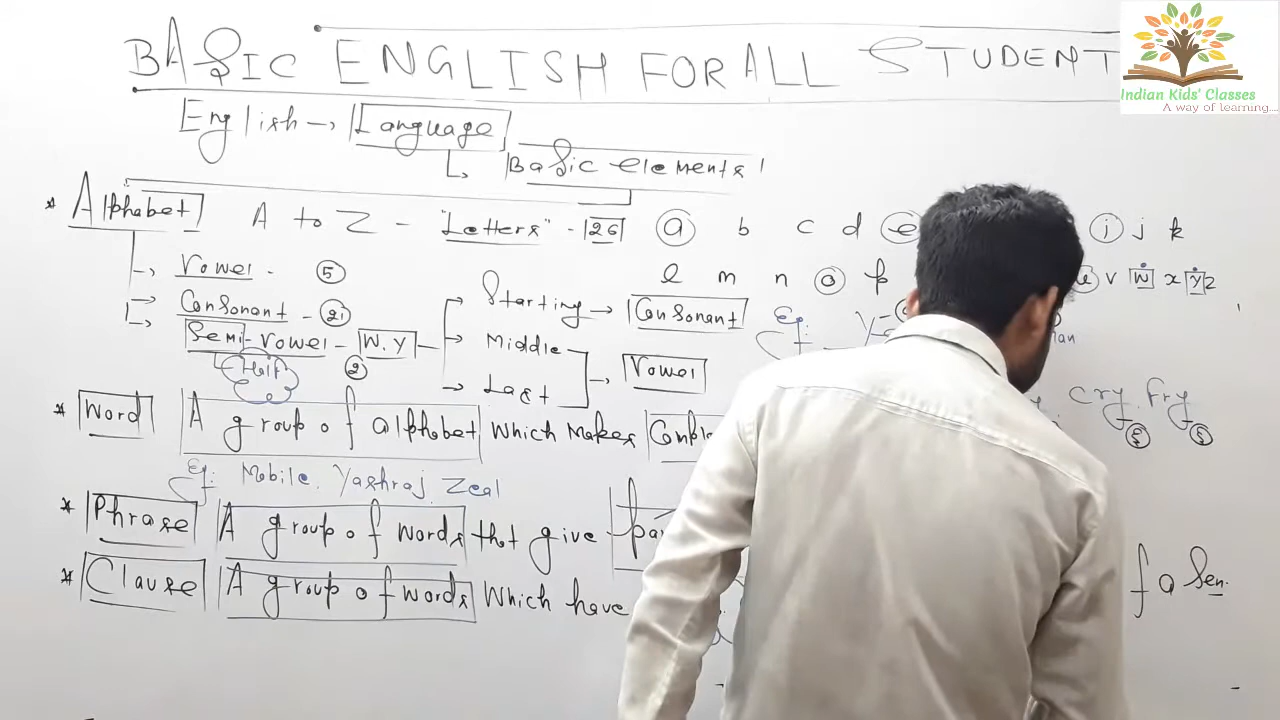 BASIC ENGLISH FOR ALL STUDENT
Indian Kids' Classes
A way of learning....
English → Language
Basic elements
* Alphabet A to Z - "Letters" - 26 a b c d e i j k
→ Vowel - 5 l m n o p v w x y z
→ Consonant - 21 Starting → Consonant Eg:
→ Semi-Vowel - W.Y Middle
Half 2 Last → Vowel
cry. Fry
* Word A group of alphabet Which Makes
Eg: Mobile. Yashraj. Zeal
* Phrase A group of Words that give
* Clause A group of words Which have f a Sen.